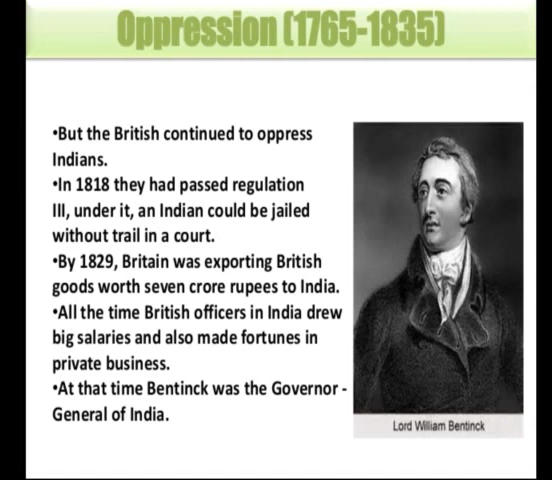 Oppression (1765-1835)
•But the British continued to oppress
Indians.
•In 1818 they had passed regulation
III, under it, an Indian could be jailed
without trail in a court.
•By 1829, Britain was exporting British
goods worth seven crore rupees to India.
•All the time British officers in India drew
big salaries and also made fortunes in
private business.
•At that time Bentinck was the Governor -
General of India.
Lord William Bentinck